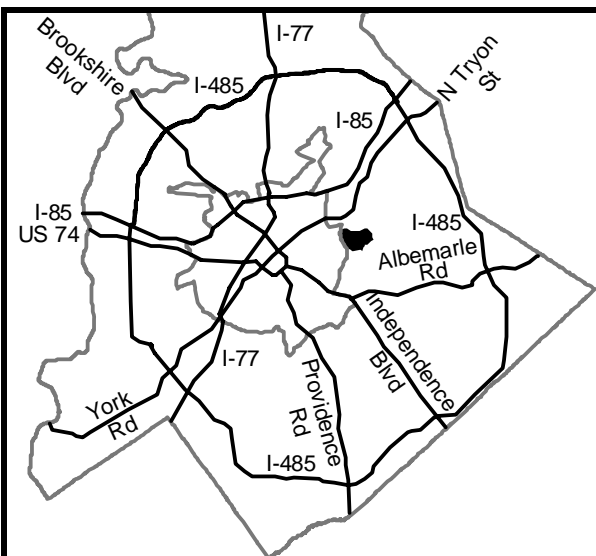 I-77
Brookshire
Blvd
N Tryon
St
I-485
I-85
I-85
US 74
I-485
Albemarle
Rd
Independence
Blvd
I-77
Providence
Rd
York
Rd
I-485